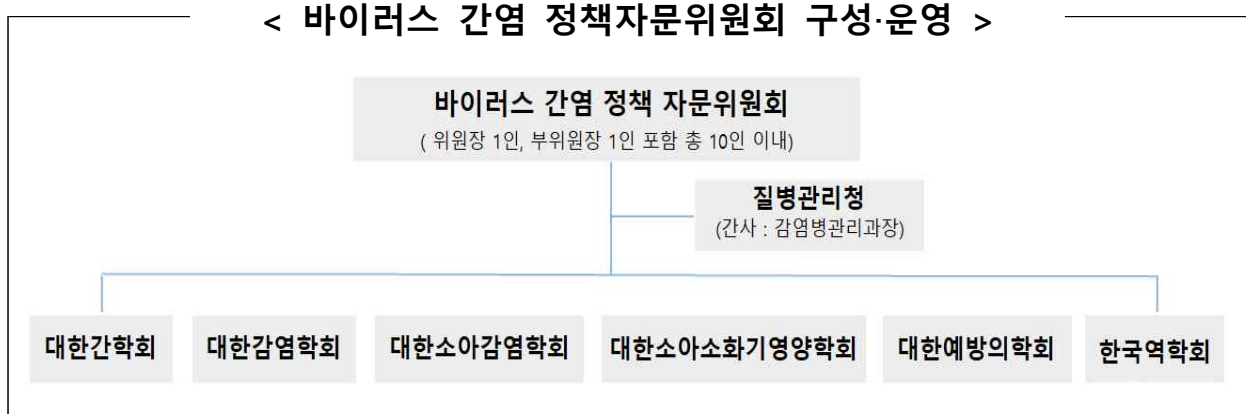 < 바이러스 간염 정책자문위원회 구성·운영 >
바이러스 간염 정책 자문위원회
( 위원장 1인, 부위원장 1인 포함 총 10인 이내)
질병관리청
(간사 : 감염병관리과장)
대한간학회
대한감염학회
대한소아감염학회
대한소아소화기영양학회
대한예방의학회
한국역학회